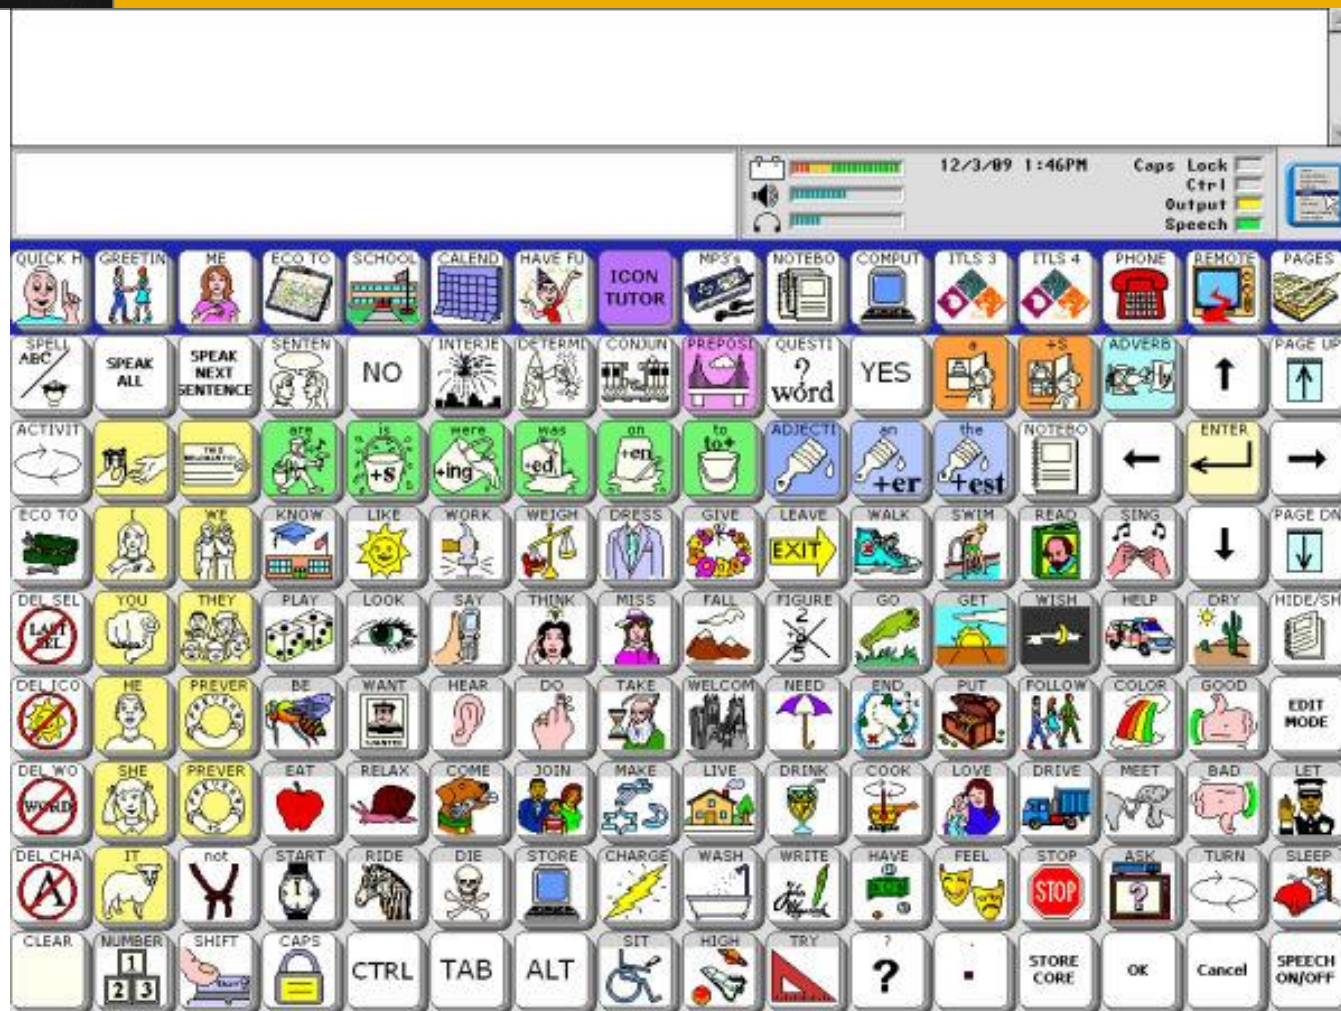 12/3/09 1:46PM Caps Lock
Ctrl
Output
Speech
QUICK H GREETIN ME ECO TO SCHOOL CALEND HAVE FU ICON TUTOR MP3's NOTEBO COMPUT ITLS 3 ITLS 4 PHONE REMOTE PAGES
SPELL ABC SPEAK ALL SPEAK NEXT SENTENCE SENTEN NO INTERJE DETERMI CONJUN PREPOSI QUESTI ? word YES a +S ADVERB ly PAGE UP
ACTIVIT are is +s were +ing was +ed on +en to to+ ADJECTI an +er the +est NOTEBO ENTER
ECO TO I WE KNOW LIKE WORK WEIGH DRESS GIVE LEAVE EXIT WALK SWIM READ SING PAGE DN
DEL SEL LAST SEL YOU THEY PLAY LOOK SAY THINK MISS FALL FIGURE GO GET WISH HELP DRY HIDE/SH
DEL ICO HE PREVER BE WANT HEAR DO TAKE WELCOM NEED END PUT FOLLOW COLOR GOOD EDIT MODE
DEL WO WORD SHE PREVER EAT RELAX COME JOIN MAKE LIVE DRINK COOK LOVE DRIVE MEET BAD LET
DEL CHA A IT not START RIDE DIE STORE CHARGE WASH WRITE HAVE FEEL STOP STOP ASK ? TURN SLEEP
CLEAR NUMBER 1 2 3 SHIFT CAPS CTRL TAB ALT SIT HIGH TRY ? ? . . STORE CORE OK Cancel SPEECH ON/OFF